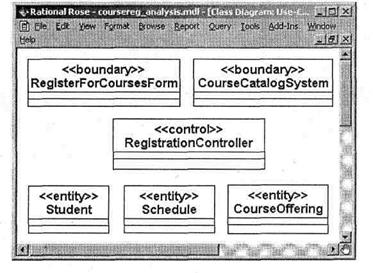 Rational Rose - coursereg_analysis.mdl - [Class Diagram: Use-C...
File Edit View Format Browse Report Query Tools Add-Ins Window
Help
<<boundary>> <<boundary>>
RegisterForCoursesForm CourseCatalogSystem
<<control>>
RegistrationController
<<entity>> <<entity>> <<entity>>
Student Schedule CourseOffering